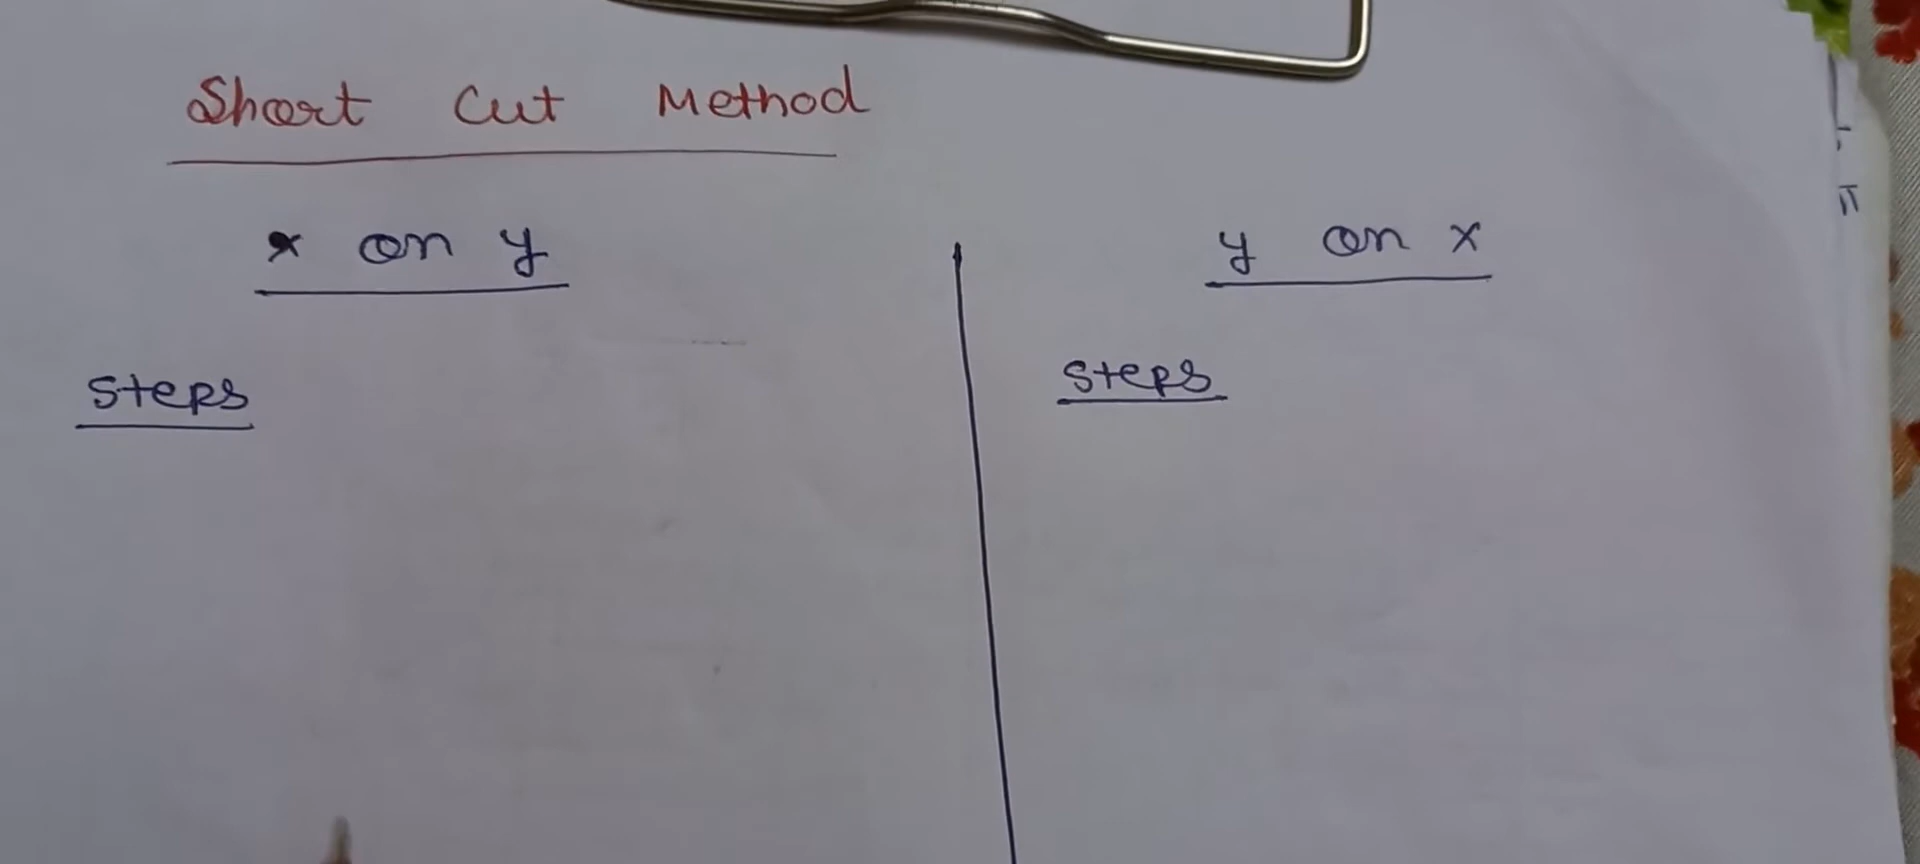 Short Cut Method
x on y
y on x
Steps
Steps
π